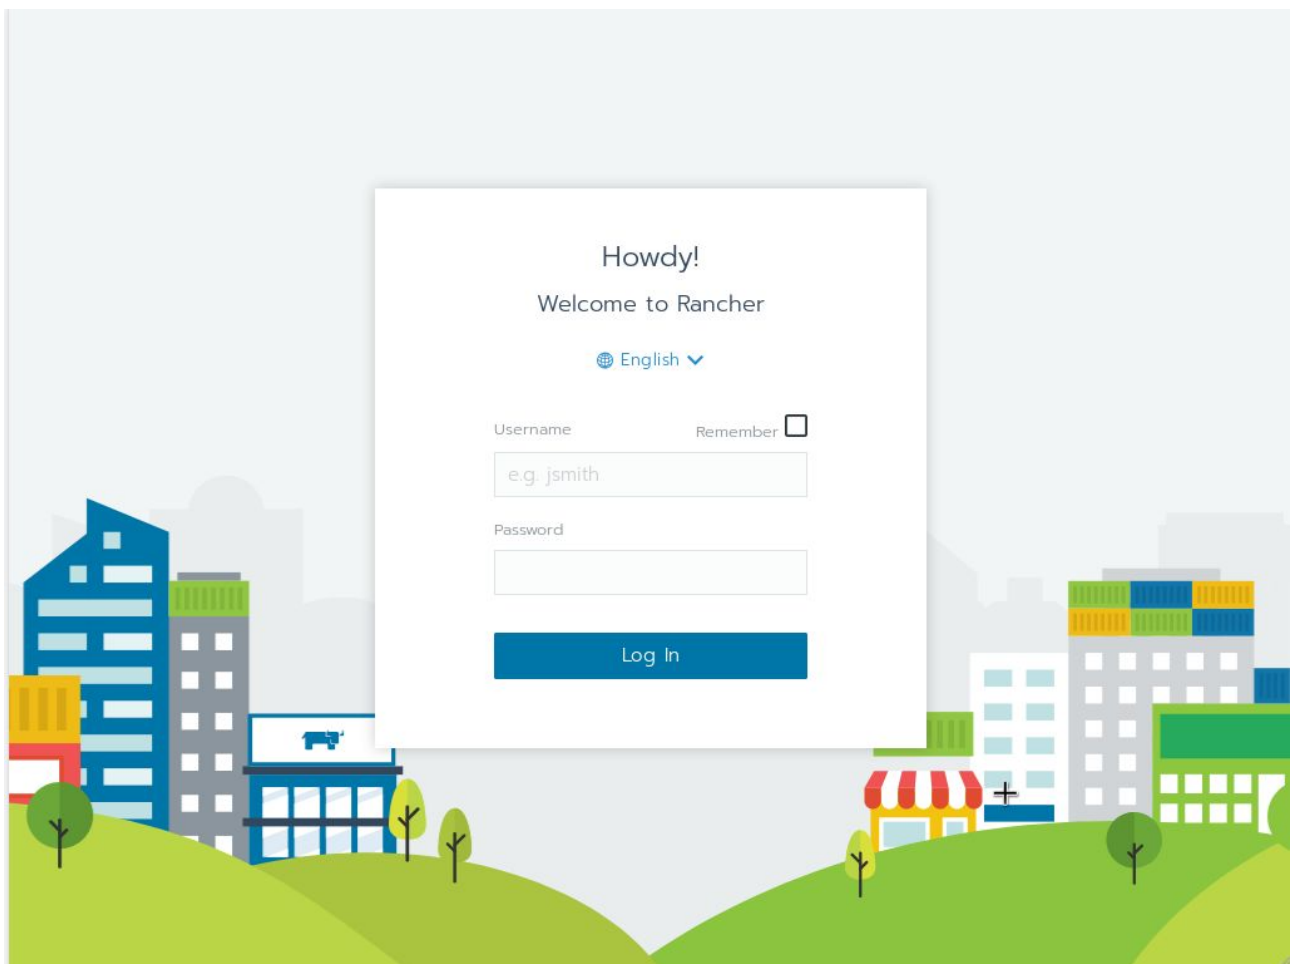 Howdy!
Welcome to Rancher
English
Username
Remember
e.g. jsmith
Password
Log In